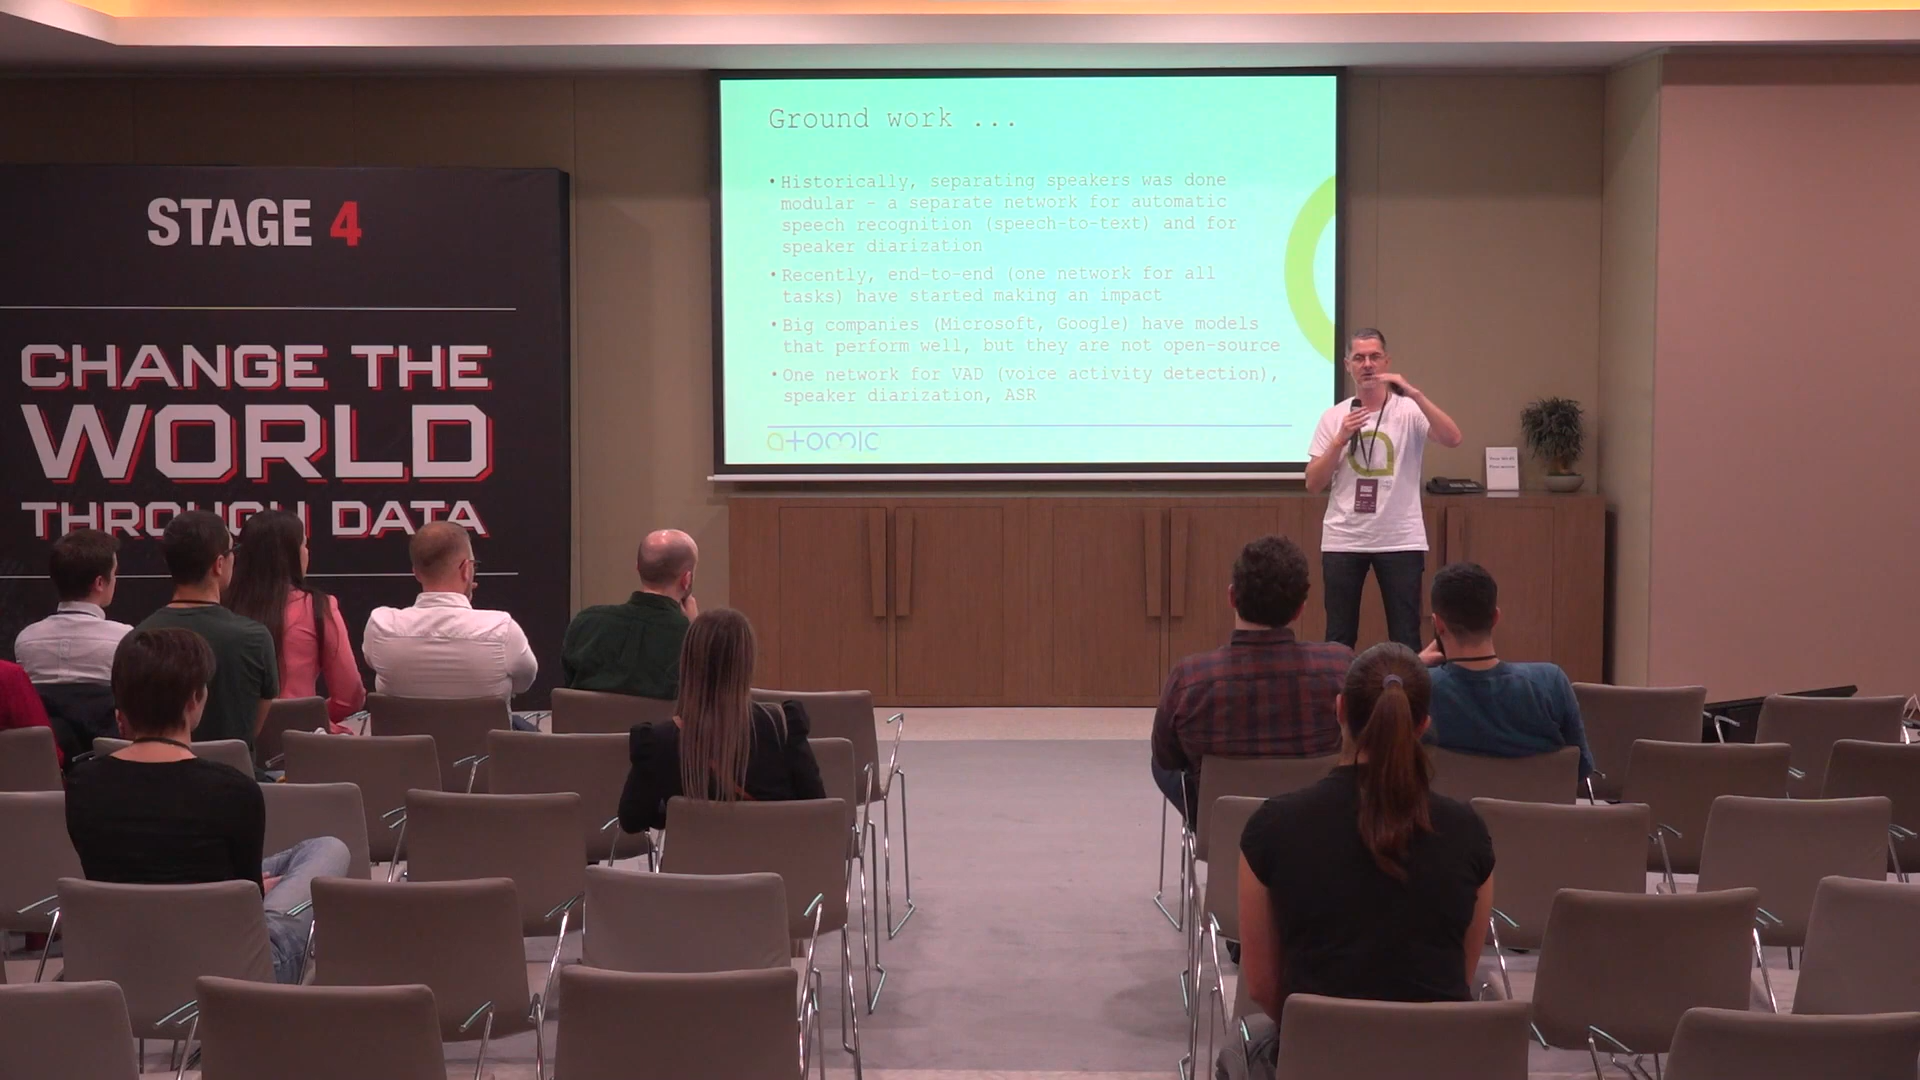 STAGE 4
CHANGE THE
WORLD
THROUGH DATA
Ground work ...
• Historically, separating speakers was done
modular - a separate network for automatic
speech recognition (speech-to-text) and for
speaker diarization
• Recently, end-to-end (one network for all
tasks) have started making an impact
• Big companies (Microsoft, Google) have models
that perform well, but they are not open-source
• One network for VAD (voice activity detection),
speaker diarization, ASR
atomic